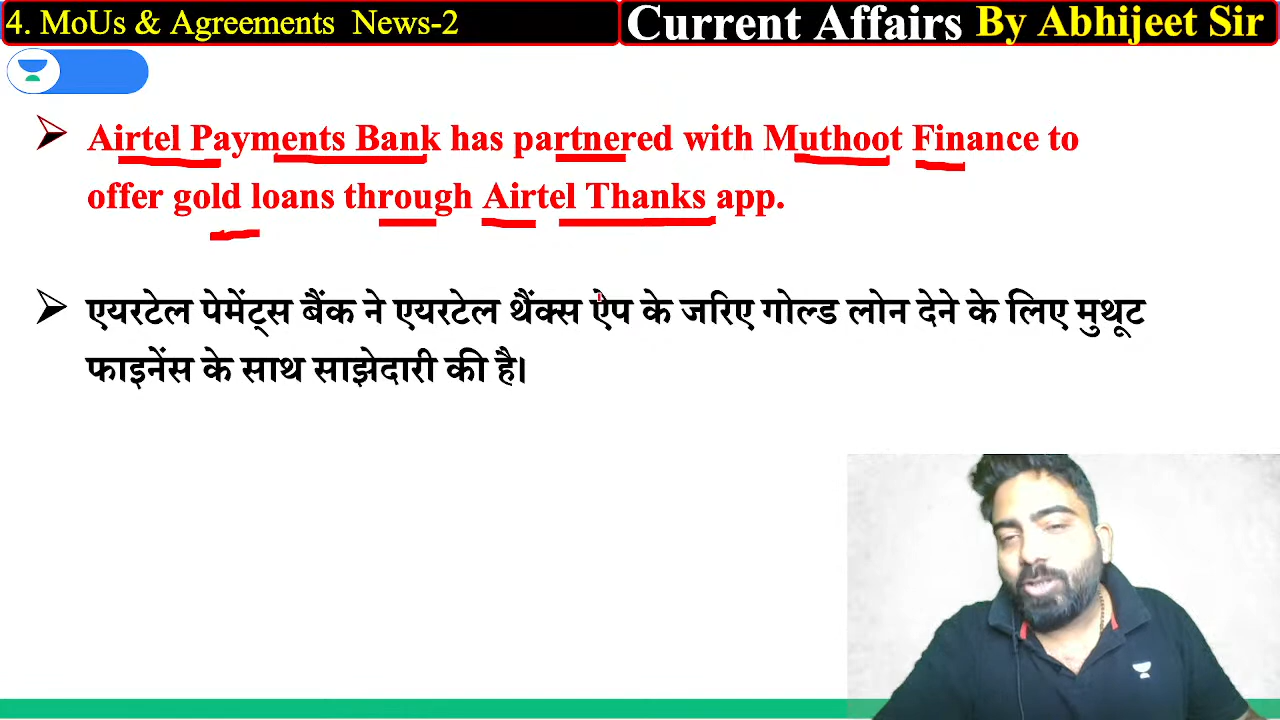 4. MoUs & Agreements News-2
Current Affairs By Abhijeet Sir
Airtel Payments Bank has partnered with Muthoot Finance to
offer gold loans through Airtel Thanks app.
एयरटेल पेमेंट्स बैंक ने एयरटेल थैंक्स ऐप के जरिए गोल्ड लोन देने के लिए मुथूट
फाइनेंस के साथ साझेदारी की है।